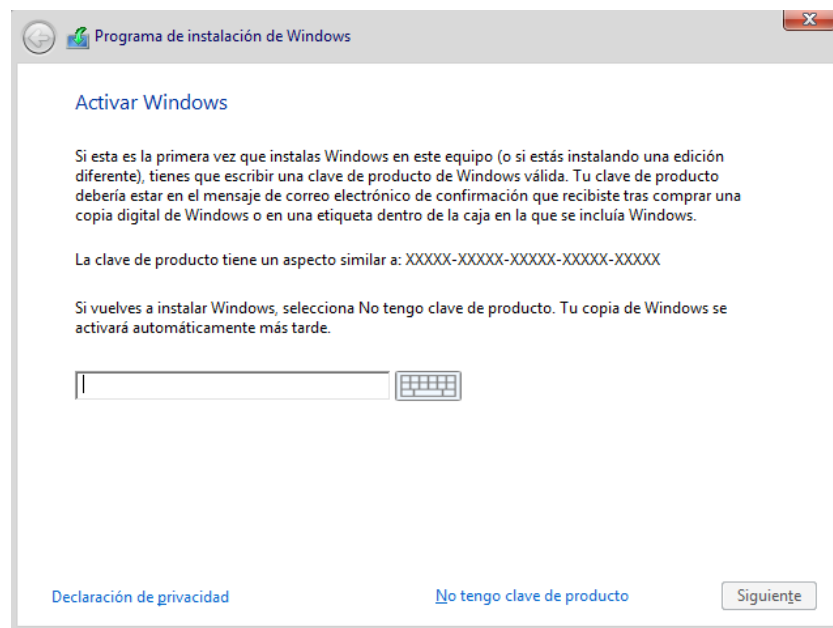 Programa de instalación de Windows
Activar Windows
Si esta es la primera vez que instalas Windows en este equipo (o si estás instalando una edición
diferente), tienes que escribir una clave de producto de Windows válida. Tu clave de producto
debería estar en el mensaje de correo electrónico de confirmación que recibiste tras comprar una
copia digital de Windows o en una etiqueta dentro de la caja en la que se incluía Windows.
La clave de producto tiene un aspecto similar a: XXXXX-XXXXX-XXXXX-XXXXX-XXXXX
Si vuelves a instalar Windows, selecciona No tengo clave de producto. Tu copia de Windows se
activará automáticamente más tarde.
Declaración de privacidad No tengo clave de producto Siguiente